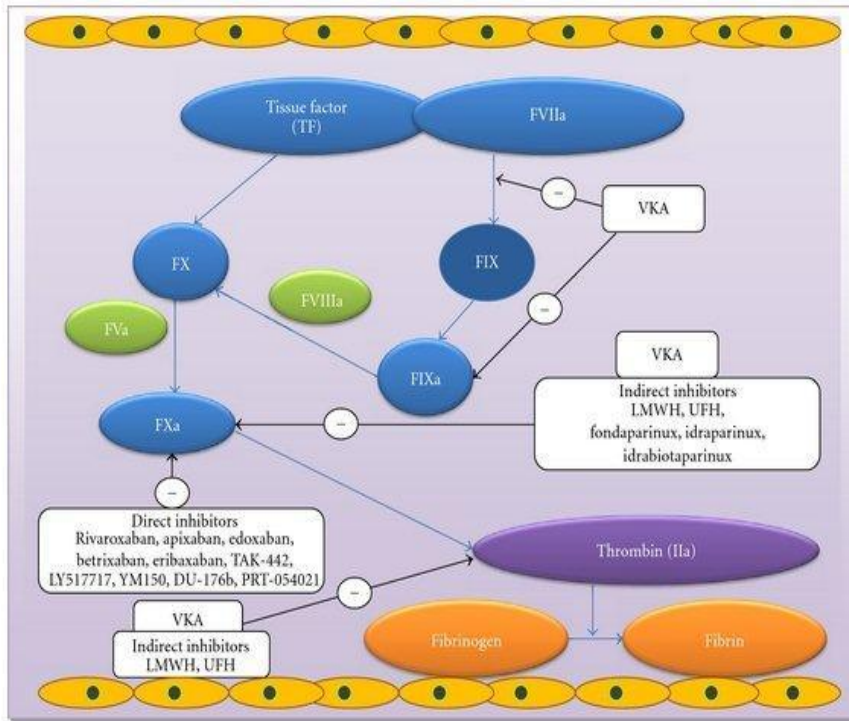 Tissue factor
(TF)
FVIIa
–
VKA
FX
FIX
FVIIIa
–
FVa
FIXa
VKA
Indirect inhibitors
LMWH, UFH,
fondaparinux, idraparinux,
idrabiotaparinux
FXa
–
–
Direct inhibitors
Rivaroxaban, apixaban, edoxaban,
betrixaban, eribaxaban, TAK-442,
LY517717, YM150, DU-176b, PRT-054021
Thrombin (IIa)
–
VKA
Indirect inhibitors
LMWH, UFH
Fibrinogen
Fibrin